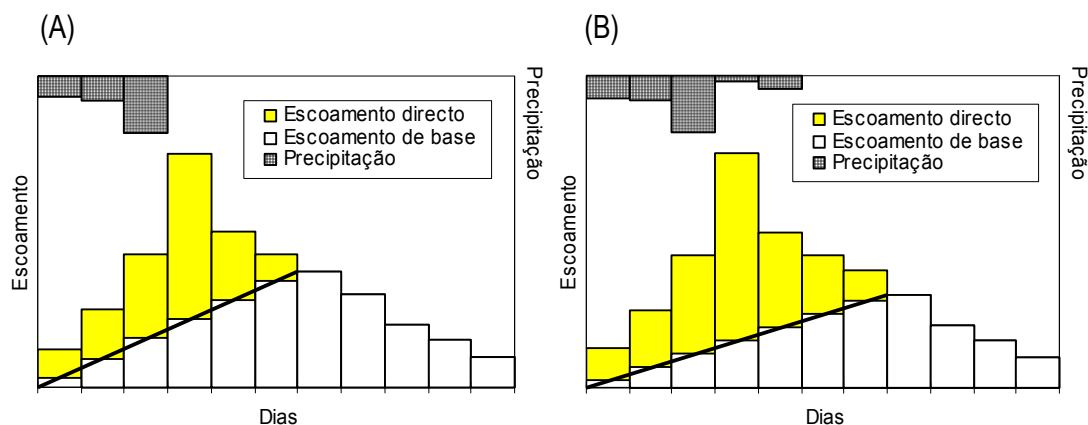 (A)
Precipitação
Escoamento directo
Escoamento de base
Precipitação
Escoamento
Dias
(B)
Precipitação
Escoamento directo
Escoamento de base
Precipitação
Escoamento
Dias